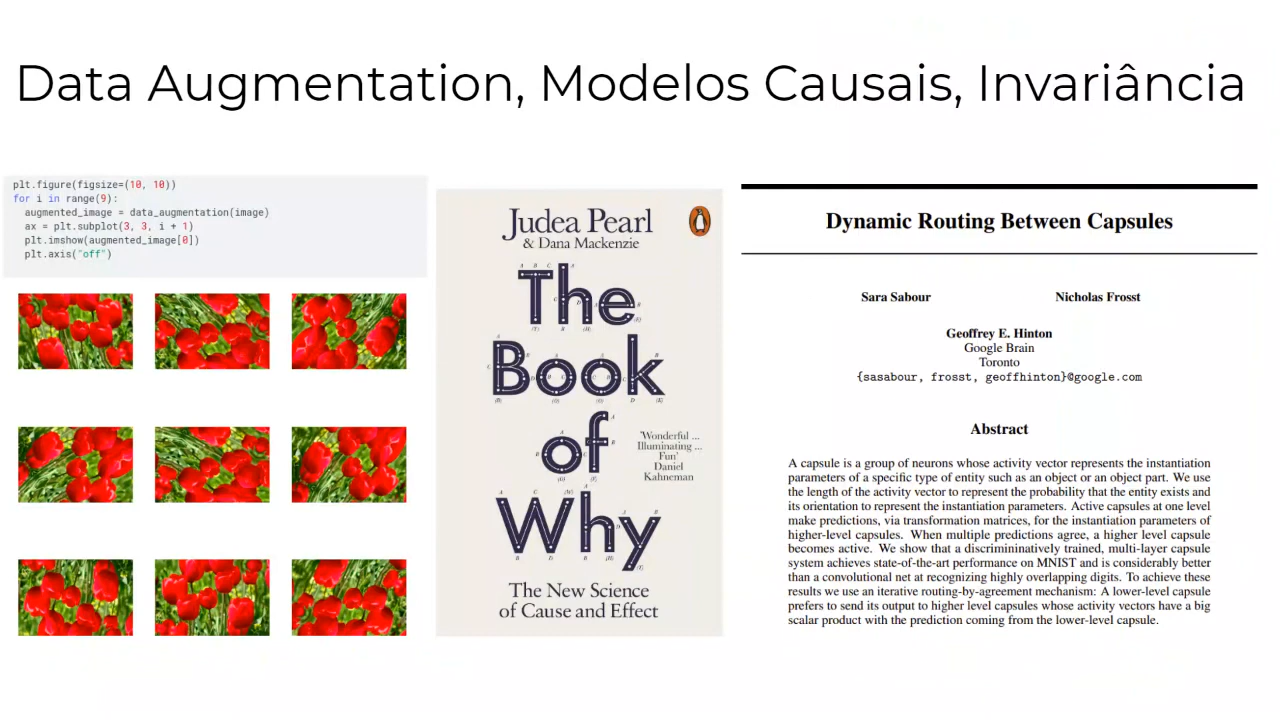 Data Augmentation, Modelos Causais, Invariância
plt.figure(figsize=(10, 10))
for i in range(9):
  augmented_image = data_augmentation(image)
  ax = plt.subplot(3, 3, i + 1)
  plt.imshow(augmented_image[0])
  plt.axis("off")
Judea Pearl
& Dana Mackenzie
The
Book
of
Why
'Wonderful ...
Illuminating ...
Fun'
Daniel
Kahneman
The New Science
of Cause and Effect
Dynamic Routing Between Capsules
Sara Sabour Nicholas Frosst
Geoffrey E. Hinton
Google Brain
Toronto
{sasabour, frosst, geoffhinton}@google.com
Abstract
A capsule is a group of neurons whose activity vector represents the instantiation
parameters of a specific type of entity such as an object or an object part. We use
the length of the activity vector to represent the probability that the entity exists and
its orientation to represent the instantiation parameters. Active capsules at one level
make predictions, via transformation matrices, for the instantiation parameters of
higher-level capsules. When multiple predictions agree, a higher level capsule
becomes active. We show that a discrimininatively trained, multi-layer capsule
system achieves state-of-the-art performance on MNIST and is considerably better
than a convolutional net at recognizing highly overlapping digits. To achieve these
results we use an iterative routing-by-agreement mechanism: A lower-level capsule
prefers to send its output to higher level capsules whose activity vectors have a big
scalar product with the prediction coming from the lower-level capsule.